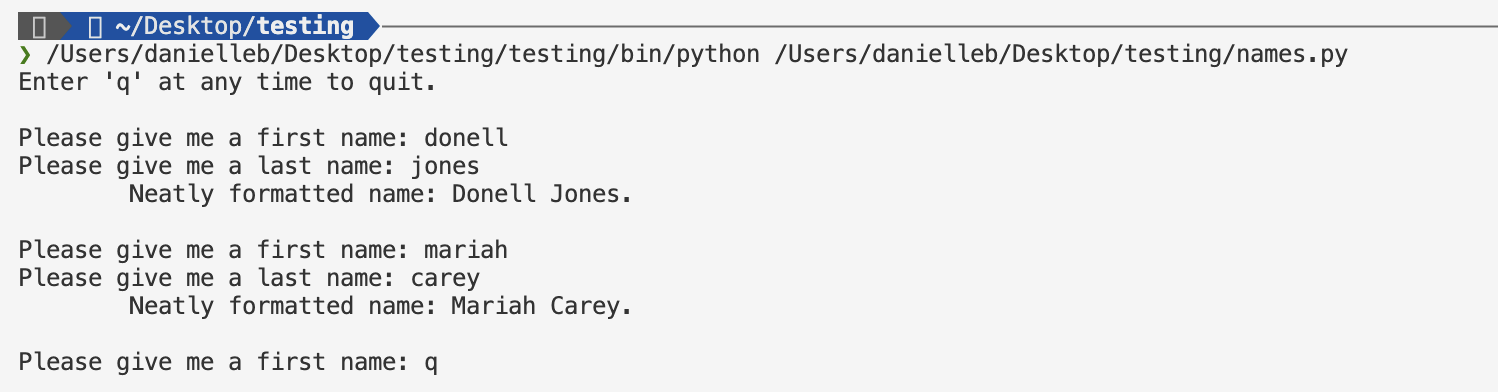 ~/Desktop/testing
❯ /Users/danielleb/Desktop/testing/testing/bin/python /Users/danielleb/Desktop/testing/names.py
Enter 'q' at any time to quit.
Please give me a first name: donell
Please give me a last name: jones
Neatly formatted name: Donell Jones.
Please give me a first name: mariah
Please give me a last name: carey
Neatly formatted name: Mariah Carey.
Please give me a first name: q